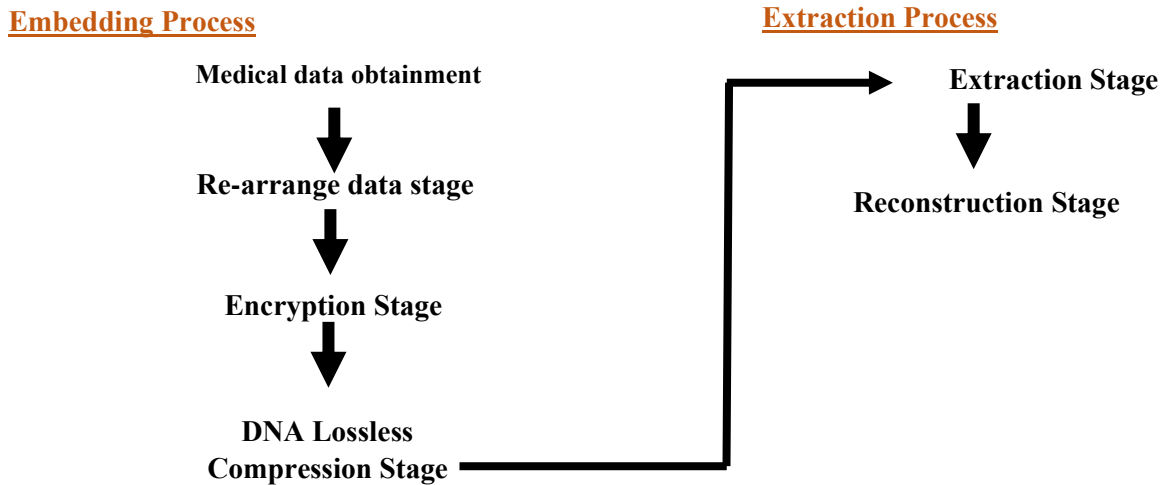 Embedding Process
Medical data obtainment
Re-arrange data stage
Encryption Stage
DNA Lossless
Compression Stage
Extraction Process
Extraction Stage
Reconstruction Stage